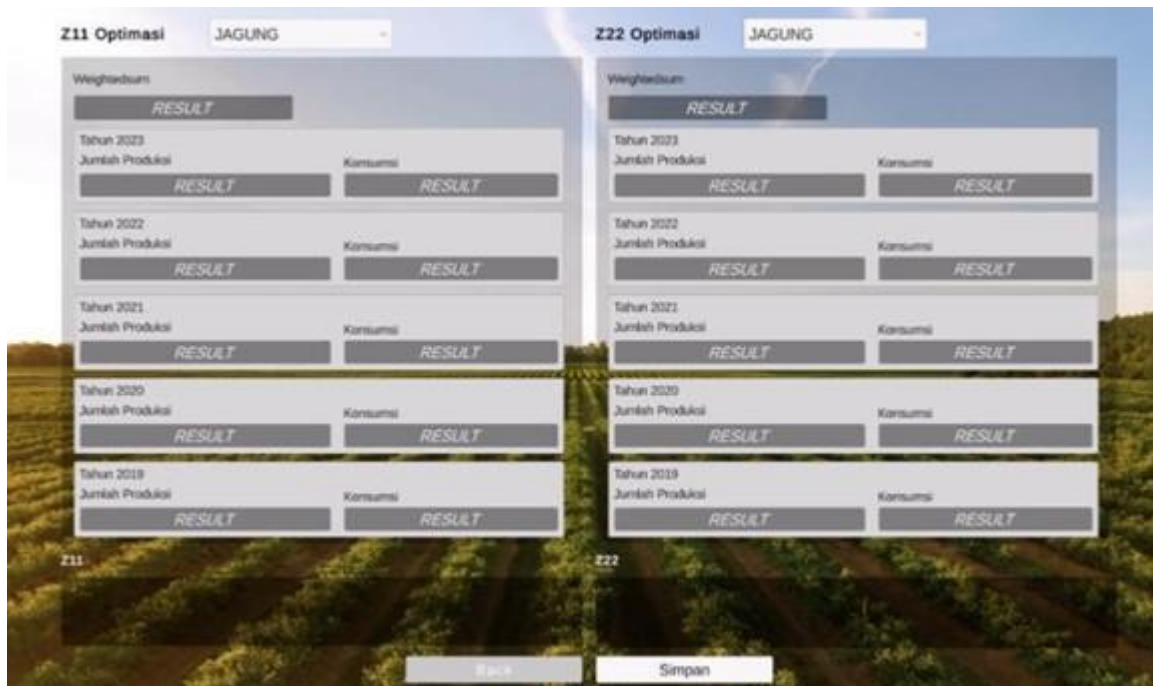 Z11 Optimasi JAGUNG
Weightedsum
RESULT
Tahun 2023
Jumlah Produksi Konsumsi
RESULT RESULT
Tahun 2022
Jumlah Produksi Konsumsi
RESULT RESULT
Tahun 2021
Jumlah Produksi Konsumsi
RESULT RESULT
Tahun 2020
Jumlah Produksi Konsumsi
RESULT RESULT
Tahun 2019
Jumlah Produksi Konsumsi
RESULT RESULT
Z11
Z22 Optimasi JAGUNG
Weightedsum
RESULT
Tahun 2023
Jumlah Produksi Konsumsi
RESULT RESULT
Tahun 2022
Jumlah Produksi Konsumsi
RESULT RESULT
Tahun 2021
Jumlah Produksi Konsumsi
RESULT RESULT
Tahun 2020
Jumlah Produksi Konsumsi
RESULT RESULT
Tahun 2019
Jumlah Produksi Konsumsi
RESULT RESULT
Z22
Simpan